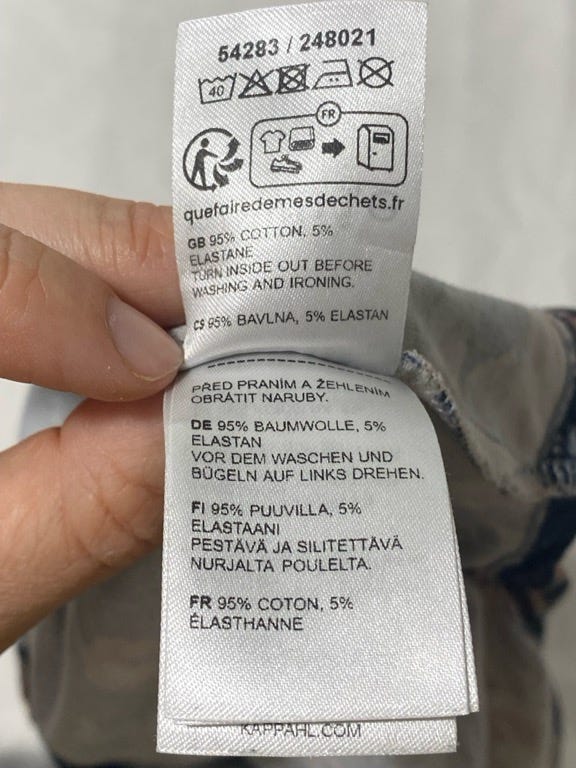 54283 / 248021
40
FR
quefairedemesdechets.fr
GB 95% COTTON, 5%
ELASTANE
TURN INSIDE OUT BEFORE
WASHING AND IRONING.
CS 95% BAVLNA, 5% ELASTAN
PŘED PRANÍM A ŽEHLENÍM
OBRÁTIT NARUBY.
DE 95% BAUMWOLLE, 5%
ELASTAN
VOR DEM WASCHEN UND
BÜGELN AUF LINKS DREHEN.
FI 95% PUUVILLA, 5%
ELASTAANI
PESTÄVÄ JA SILITETTÄVÄ
NURJALTA POULELTA.
FR 95% COTON, 5%
ÉLASTHANNE
KAPPAHL.COM